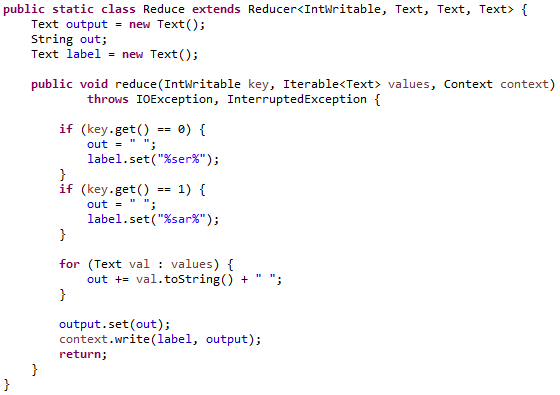 public static class Reduce extends Reducer<IntWritable, Text, Text, Text> {
    Text output = new Text();
    String out;
    Text label = new Text();

    public void reduce(IntWritable key, Iterable<Text> values, Context context)
            throws IOException, InterruptedException {

        if (key.get() == 0) {
            out = " ";
            label.set("%ser%");
        }
        if (key.get() == 1) {
            out = " ";
            label.set("%sar%");
        }

        for (Text val : values) {
            out += val.toString() + " ";
        }

        output.set(out);
        context.write(label, output);
        return;
    }
}